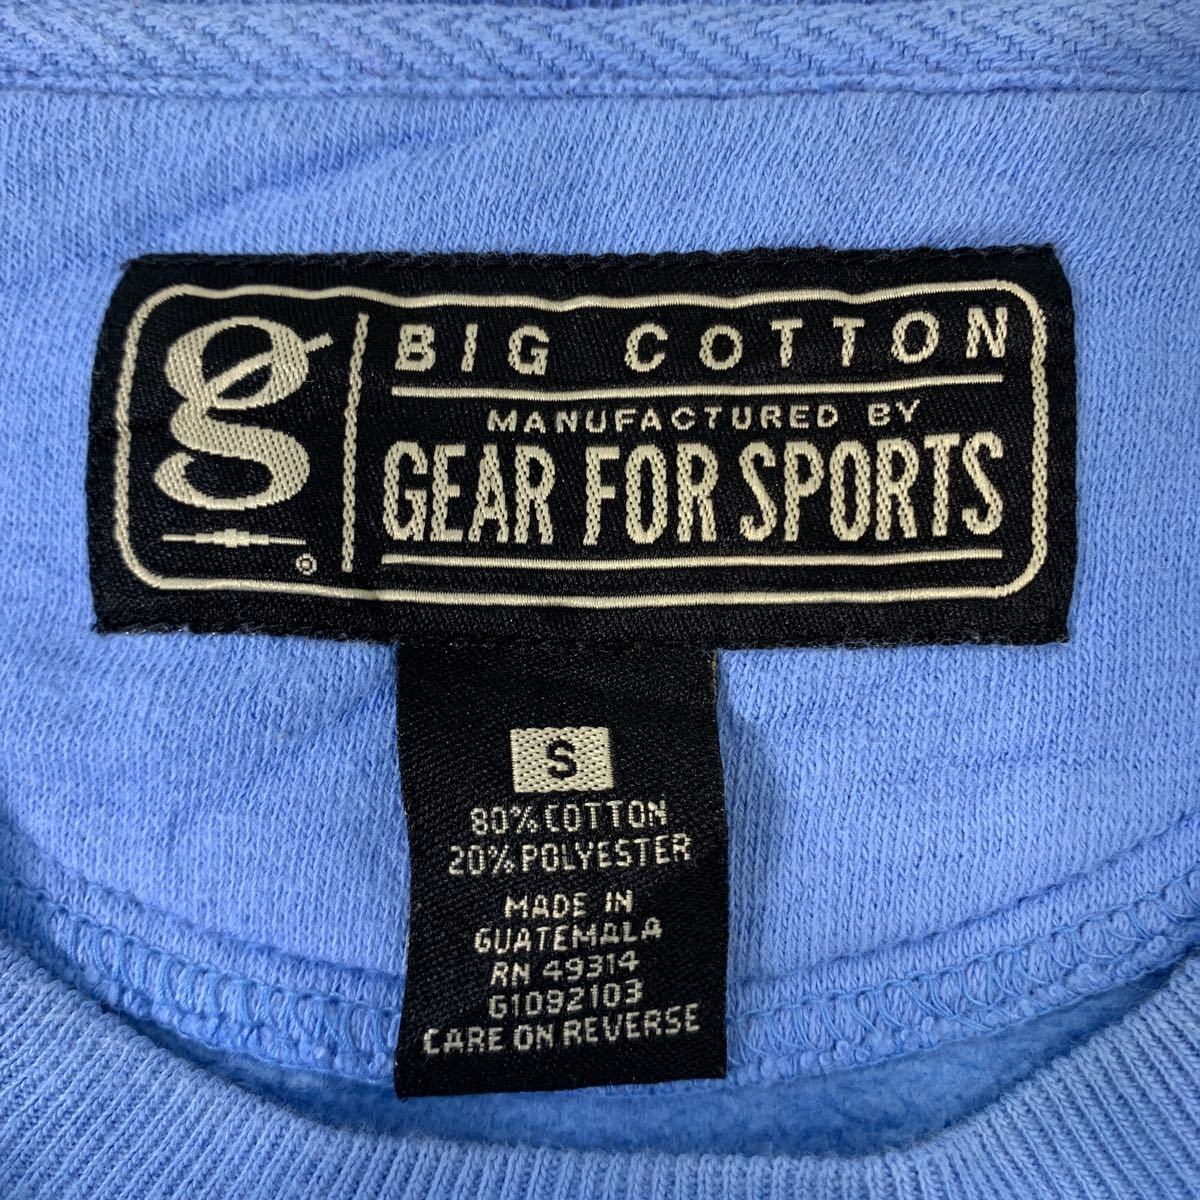 g
BIG COTTON
MANUFACTURED BY
GEAR FOR SPORTS
®
S
80% COTTON
20% POLYESTER
MADE IN
GUATEMALA
RN 49314
G1092103
CARE ON REVERSE